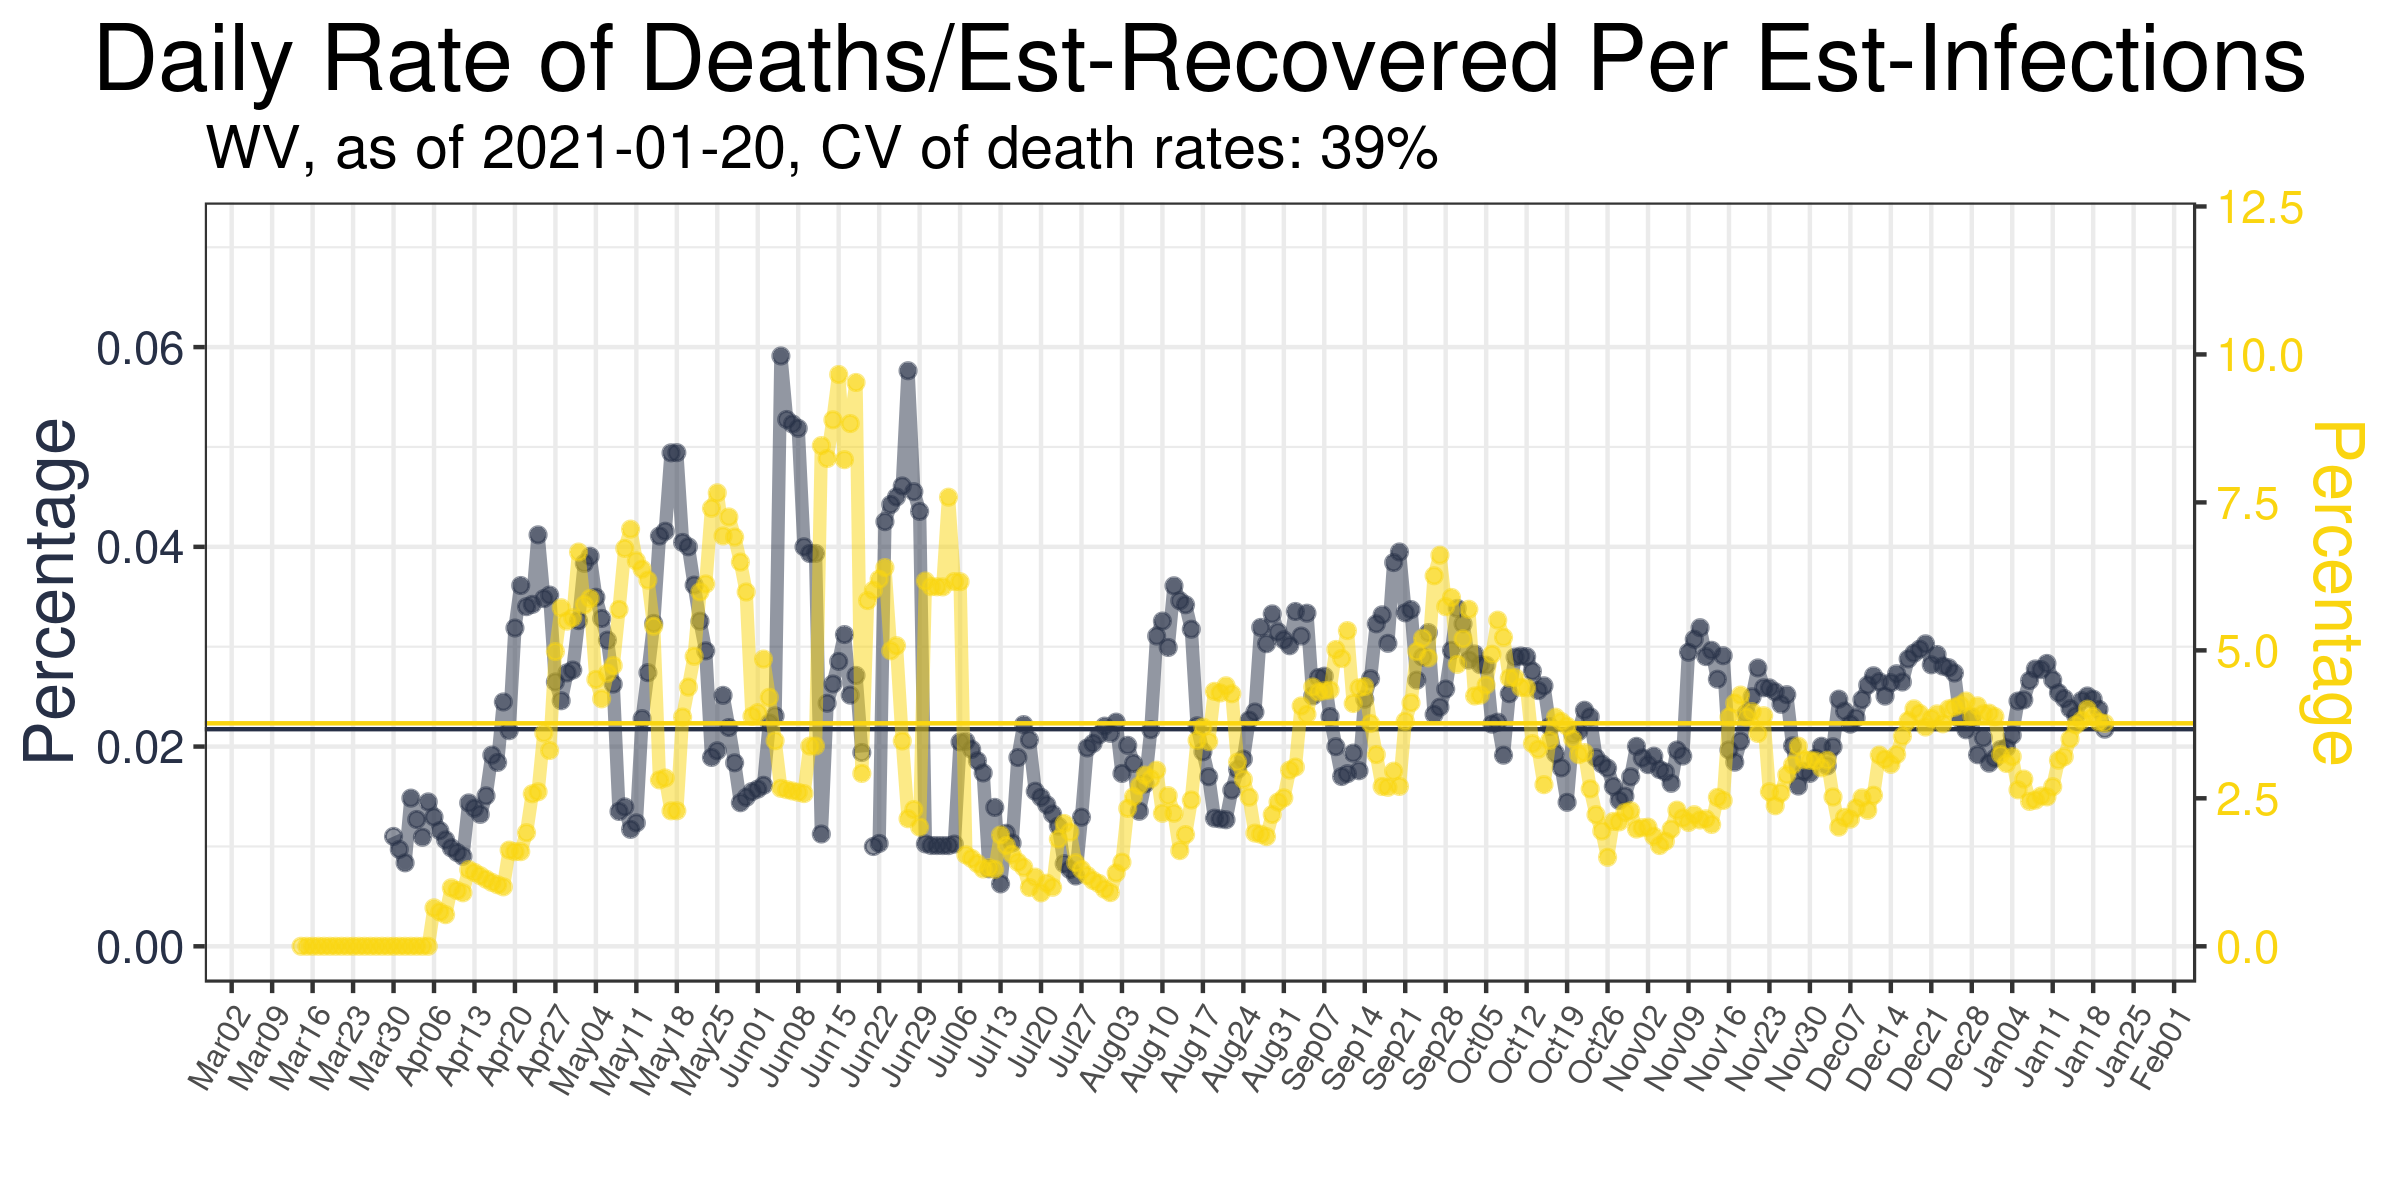 Daily Rate of Deaths/Est-Recovered Per Est-Infections
WV, as of 2021-01-20, CV of death rates: 39%
Percentage
0.06
0.04
0.02
0.00
12.5
10.0
7.5
5.0
2.5
0.0
Percentage
Mar02
Mar09
Mar16
Mar23
Mar30
Apr06
Apr13
Apr20
Apr27
May04
May11
May18
May25
Jun01
Jun08
Jun15
Jun22
Jun29
Jul06
Jul13
Jul20
Jul27
Aug03
Aug10
Aug17
Aug24
Aug31
Sep07
Sep14
Sep21
Sep28
Oct05
Oct12
Oct19
Oct26
Nov02
Nov09
Nov16
Nov23
Nov30
Dec07
Dec14
Dec21
Dec28
Jan04
Jan11
Jan18
Jan25
Feb01